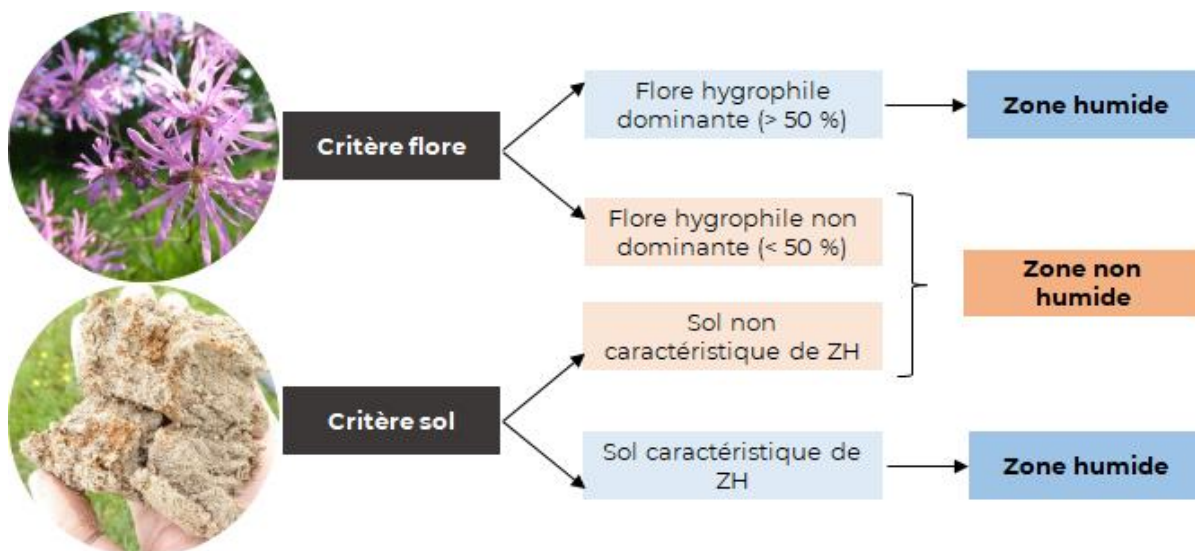 Critère flore
Flore hygrophile
dominante (> 50 %)
Zone humide
Flore hygrophile non
dominante (< 50 %)
Zone non
humide
Sol non
caractéristique de ZH
Critère sol
Sol caractéristique de
ZH
Zone humide